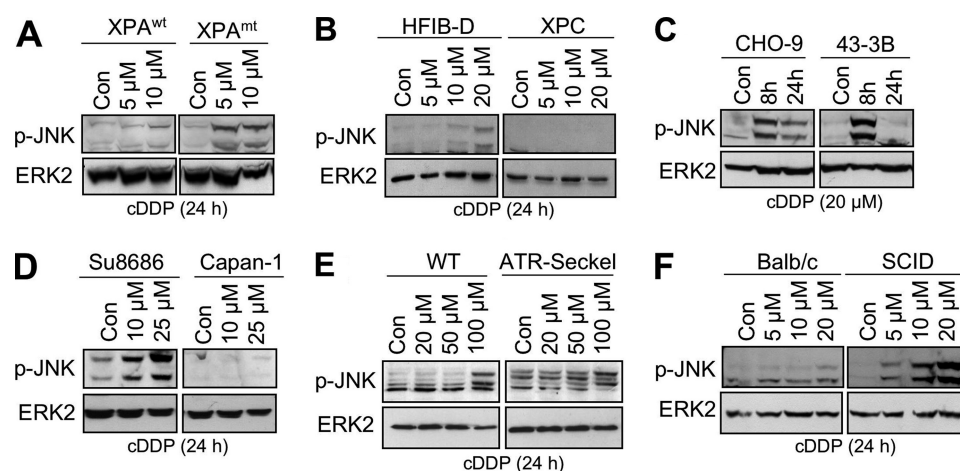 A
XPAwt XPAmt
Con 5 µM 10 µM Con 5 µM 10 µM
p-JNK
ERK2
cDDP (24 h)
B
HFIB-D XPC
Con 5 µM 10 µM 20 µM Con 5 µM 10 µM 20 µM
p-JNK
ERK2
cDDP (24 h)
C
CHO-9 43-3B
Con 8h 24h Con 8h 24h
p-JNK
ERK2
cDDP (20 µM)
D
Su8686 Capan-1
Con 10 µM 25 µM Con 10 µM 25 µM
p-JNK
ERK2
cDDP (24 h)
E
WT ATR-Seckel
Con 20 µM 50 µM 100 µM Con 20 µM 50 µM 100 µM
p-JNK
ERK2
cDDP (24 h)
F
Balb/c SCID
Con 5 µM 10 µM 20 µM Con 5 µM 10 µM 20 µM
p-JNK
ERK2
cDDP (24 h)